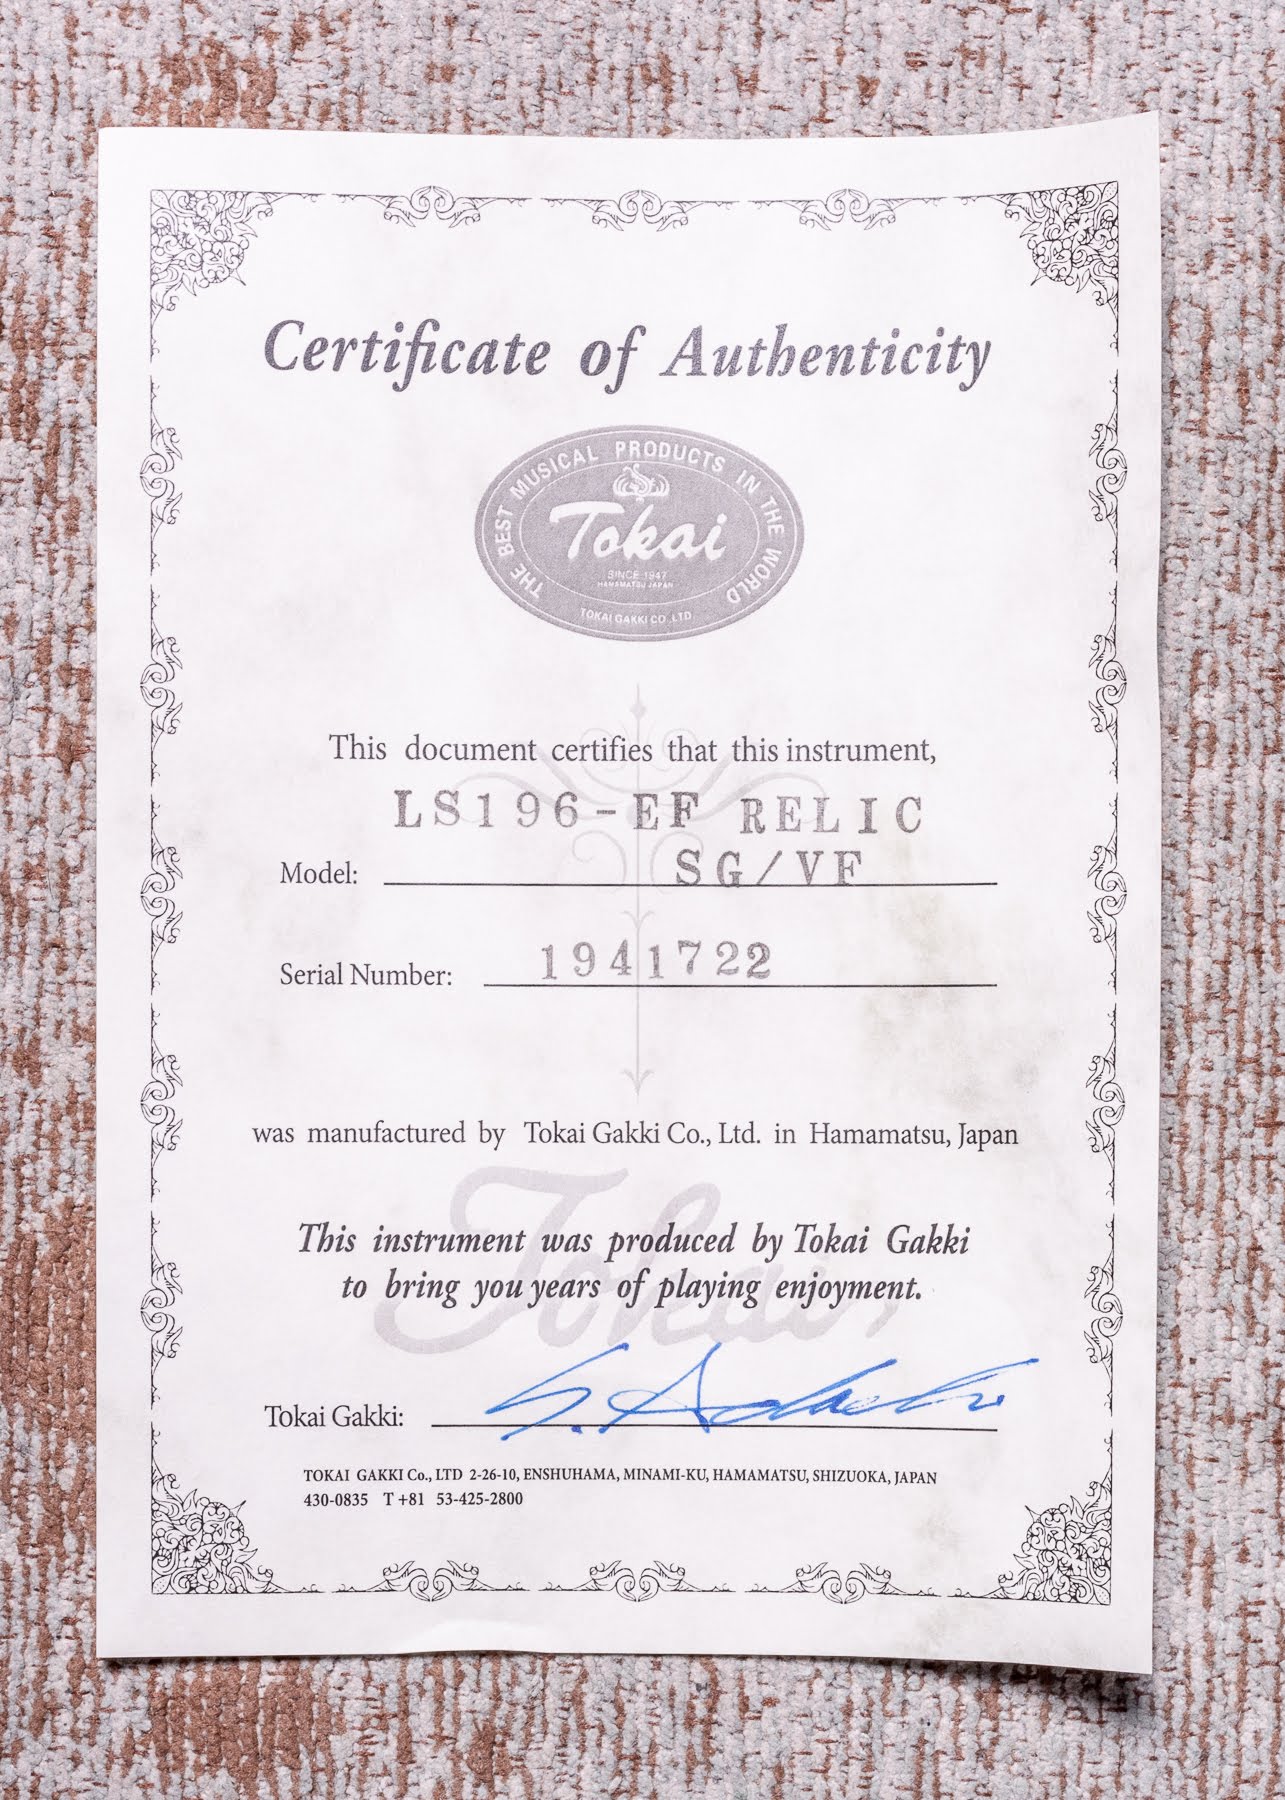 Certificate of Authenticity
THE BEST MUSICAL PRODUCTS IN THE WORLD
Tokai
SINCE 1947
HAMAMATSU JAPAN
TOKAI GAKKI CO.,LTD
This document certifies that this instrument,
LS196-EF RELIC
SG/VF
Model:
Serial Number: 1941722
was manufactured by Tokai Gakki Co., Ltd. in Hamamatsu, Japan
Tokai
This instrument was produced by Tokai Gakki
to bring you years of playing enjoyment.
Tokai Gakki: S. Adachi
TOKAI GAKKI Co., LTD 2-26-10, ENSHUHAMA, MINAMI-KU, HAMAMATSU, SHIZUOKA, JAPAN
430-0835 T +81 53-425-2800